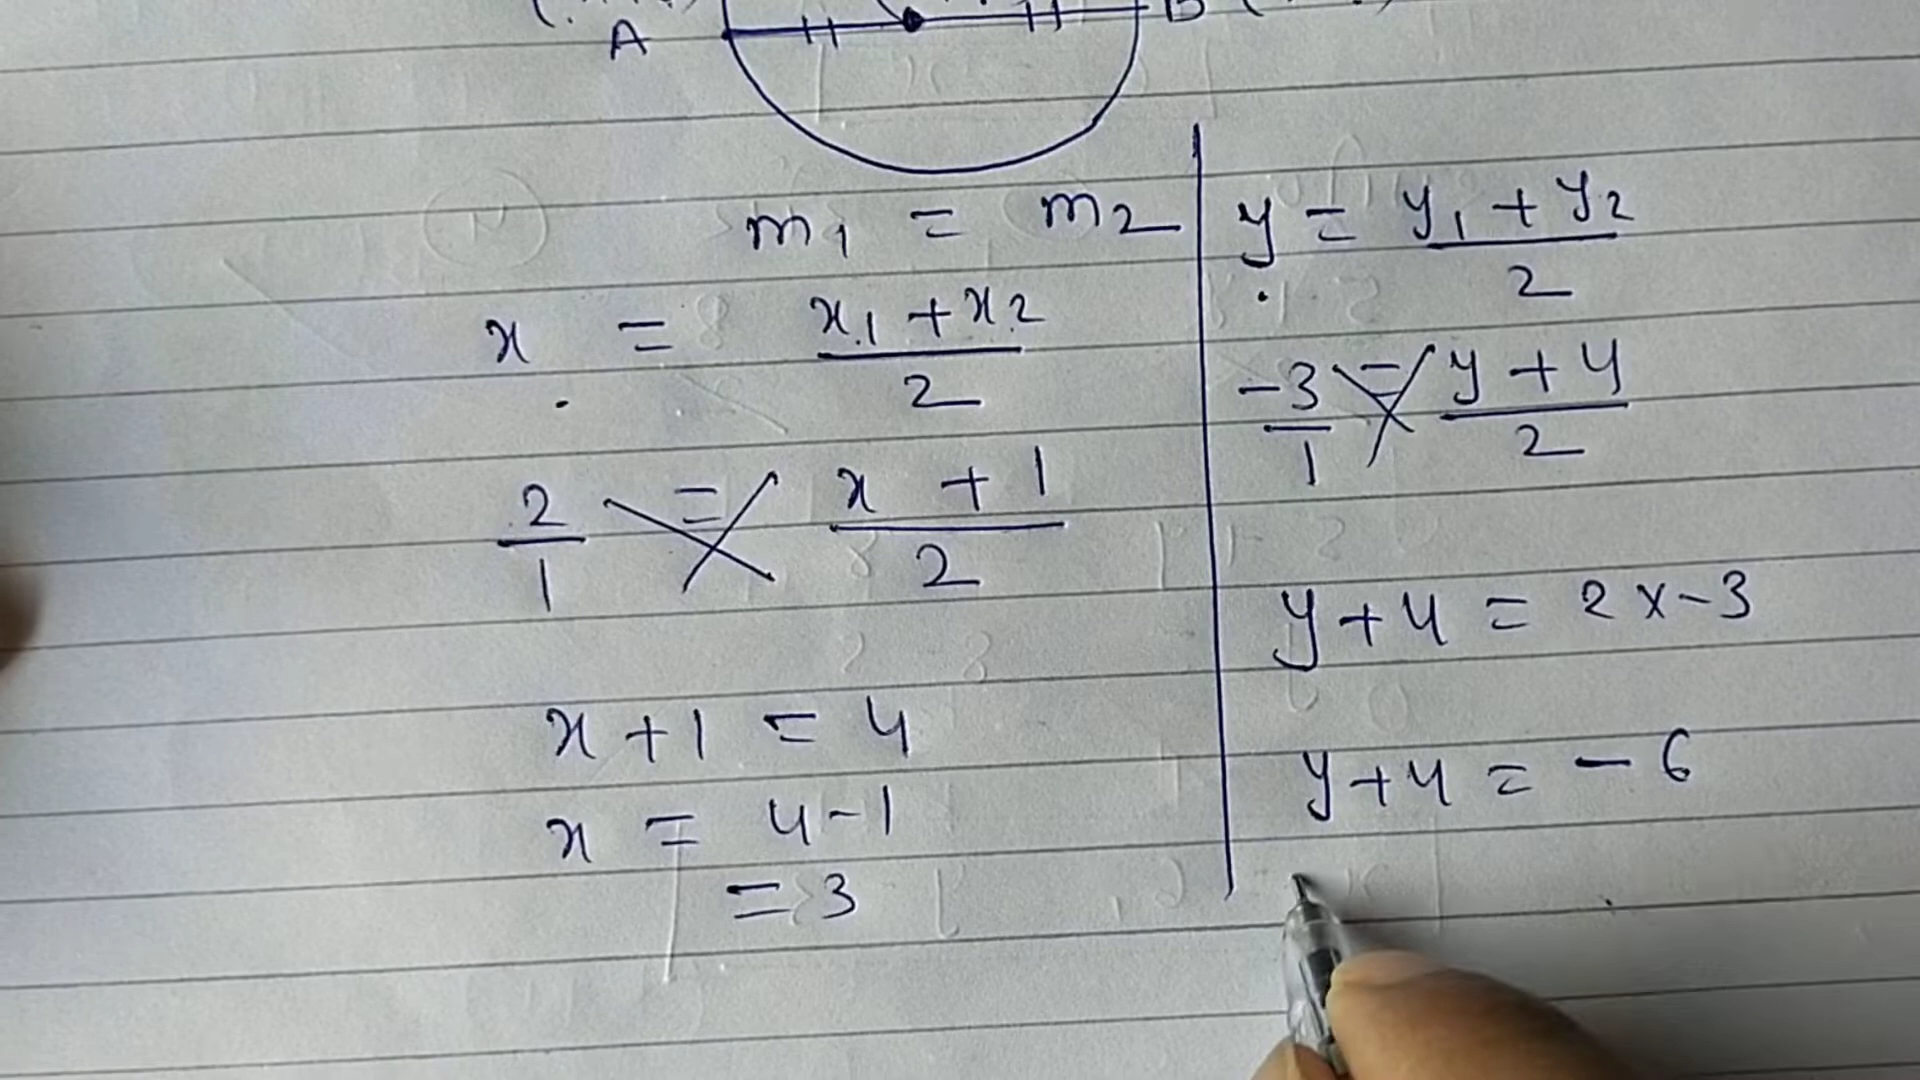 A B
m1 = m2
x = x1 + x2 / 2
2/1 = x + 1 / 2
x + 1 = 4
x = 4 - 1
= 3
y = y1 + y2 / 2
-3/1 = y + 4 / 2
y + 4 = 2 x -3
y + 4 = - 6